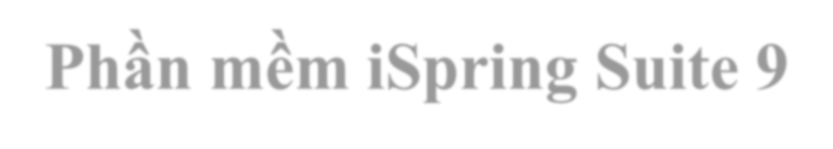 Phần mềm iSpring Suite 9